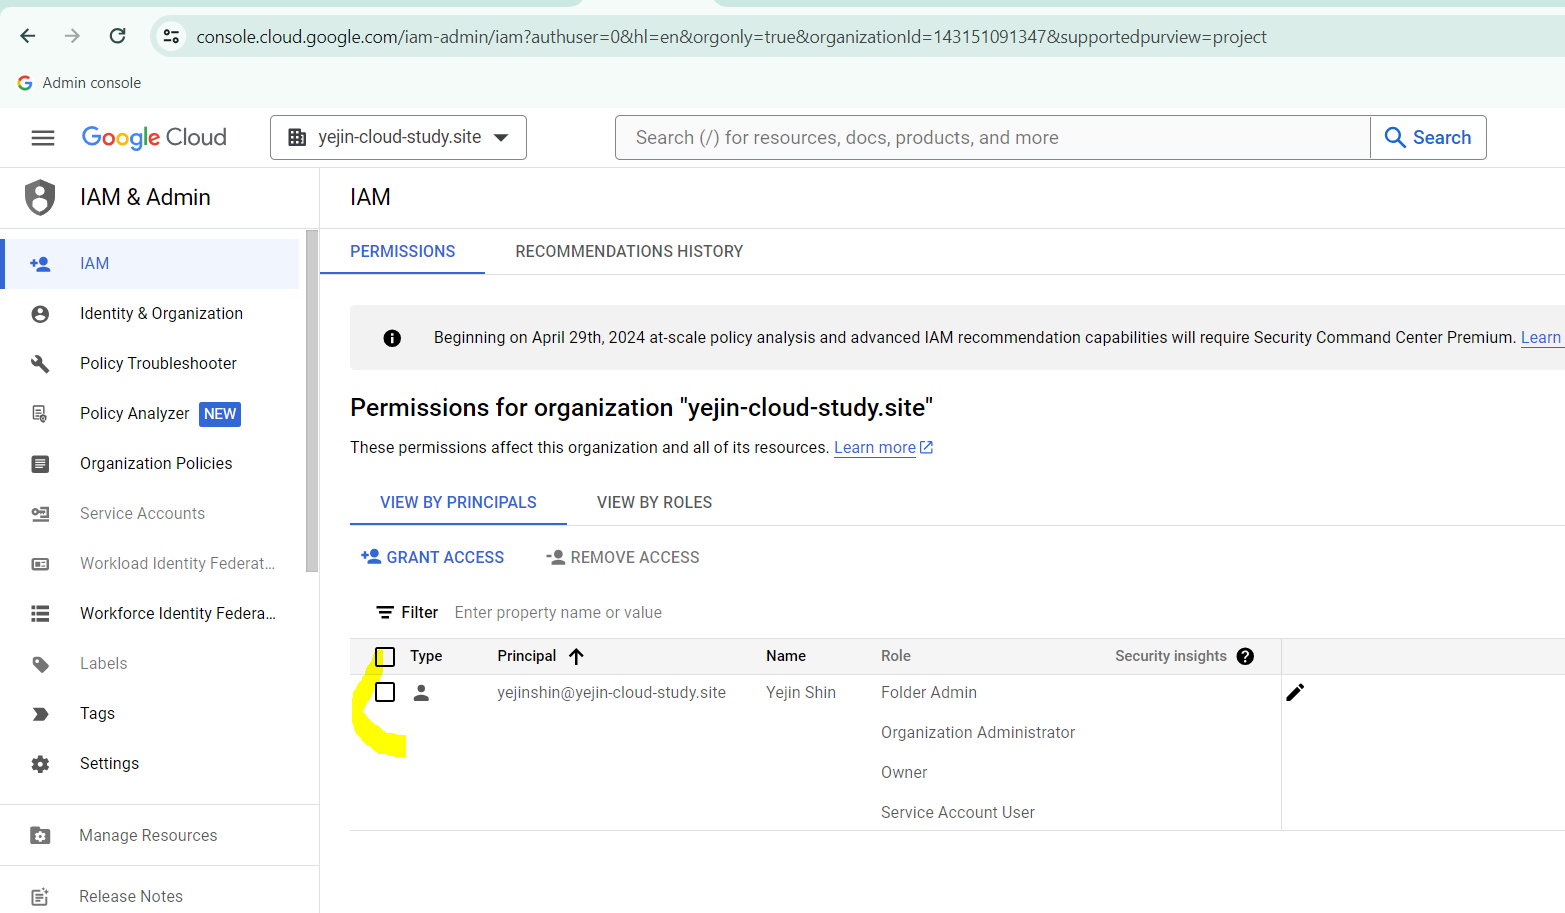 console.cloud.google.com/iam-admin/iam?authuser=0&hl=en&orgonly=true&organizationId=143151091347&supportedpurview=project
Admin console
Google Cloud
yejin-cloud-study.site
Search (/) for resources, docs, products, and more
Search
IAM & Admin
IAM
Identity & Organization
Policy Troubleshooter
Policy Analyzer NEW
Organization Policies
Service Accounts
Workload Identity Federat...
Workforce Identity Federa...
Labels
Tags
Settings
Manage Resources
Release Notes
IAM
PERMISSIONS RECOMMENDATIONS HISTORY
Beginning on April 29th, 2024 at-scale policy analysis and advanced IAM recommendation capabilities will require Security Command Center Premium. Learn
Permissions for organization "yejin-cloud-study.site"
These permissions affect this organization and all of its resources. Learn more
VIEW BY PRINCIPALS VIEW BY ROLES
GRANT ACCESS REMOVE ACCESS
Filter Enter property name or value
Type Principal Name Role Security insights
yejinshin@yejin-cloud-study.site Yejin Shin Folder Admin
Organization Administrator
Owner
Service Account User